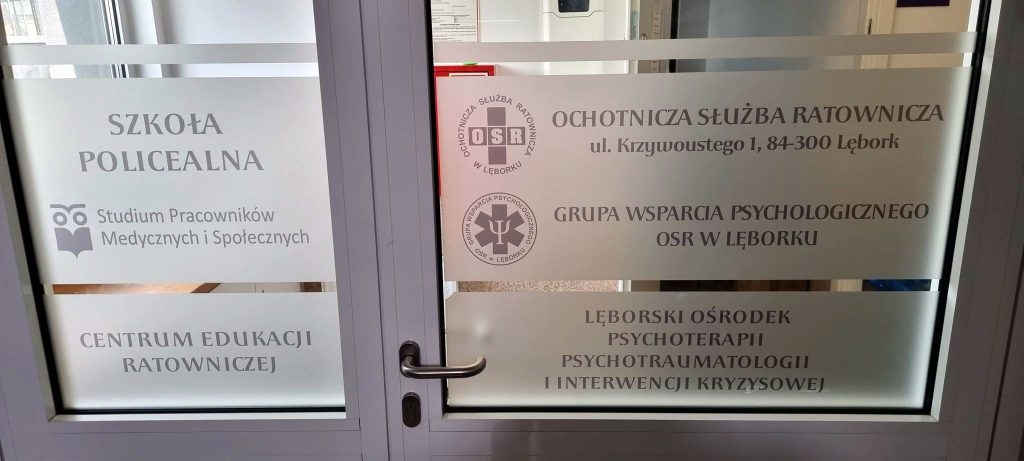 SZKOŁA
POLICEALNA
Studium Pracowników
Medycznych i Społecznych
CENTRUM EDUKACJI
RATOWNICZEJ
OCHOTNICZA SŁUŻBA RATOWNICZA
OSR
W LĘBORKU
OCHOTNICZA SŁUŻBA RATOWNICZA
ul. Krzywoustego 1, 84-300 Lębork
GRUPA WSPARCIA PSYCHOLOGICZNEGO
Ψ
OSR w LĘBORKU
GRUPA WSPARCIA PSYCHOLOGICZNEGO
OSR W LĘBORKU
LĘBORSKI OŚRODEK
PSYCHOTERAPII
PSYCHOTRAUMATOLOGII
I INTERWENCJI KRYZYSOWEJ